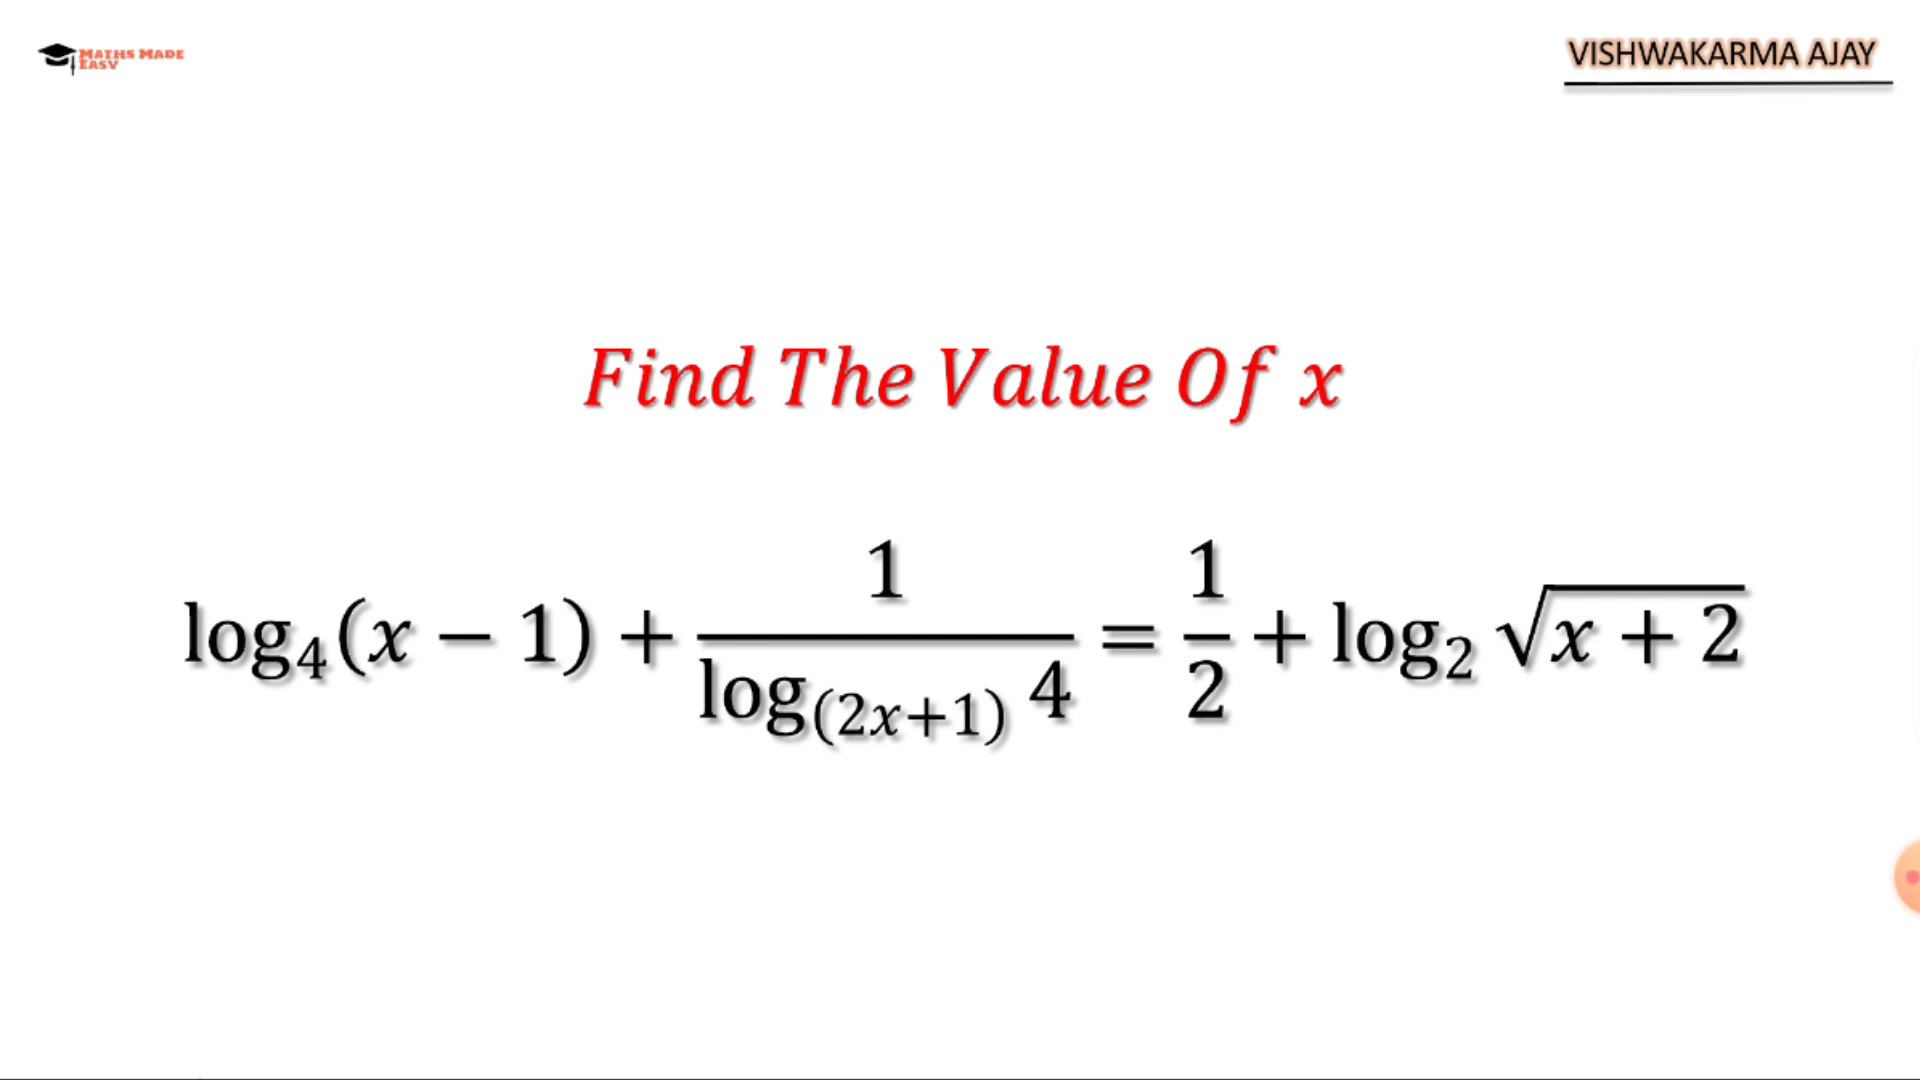 MATHS MADE
EASY
VISHWAKARMA AJAY
Find The Value Of x
log₄(x − 1) + 1/log₍₂ₓ₊₁₎ 4 = 1/2 + log₂ √(x + 2)